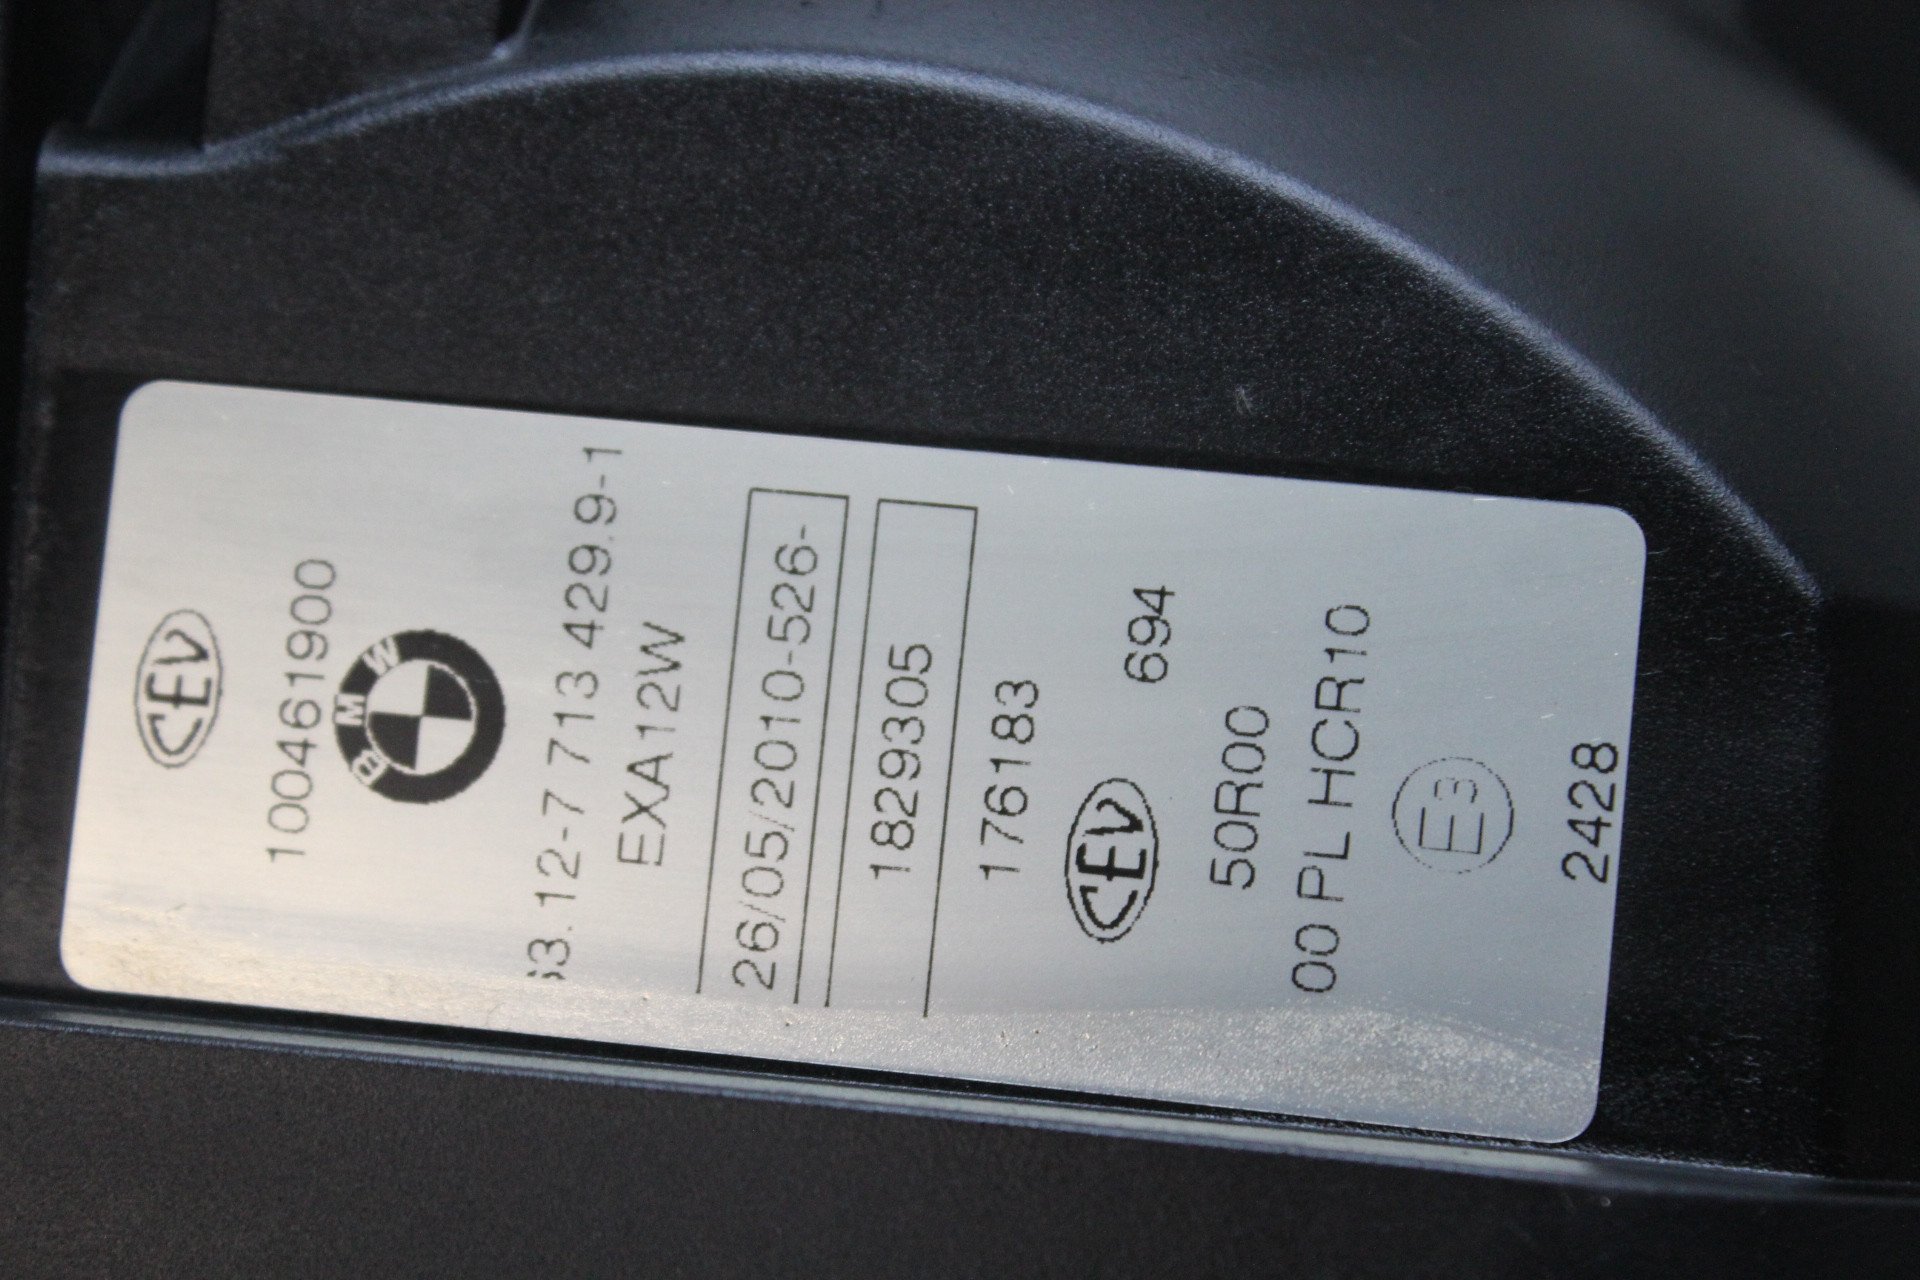 CEV
100461900
BMW
63.12-7 713 429.9-1
EXA12W
26/05/2010-526-
1829305
176183
CEV 694
50R00
00 PL HCR10
E3
2428